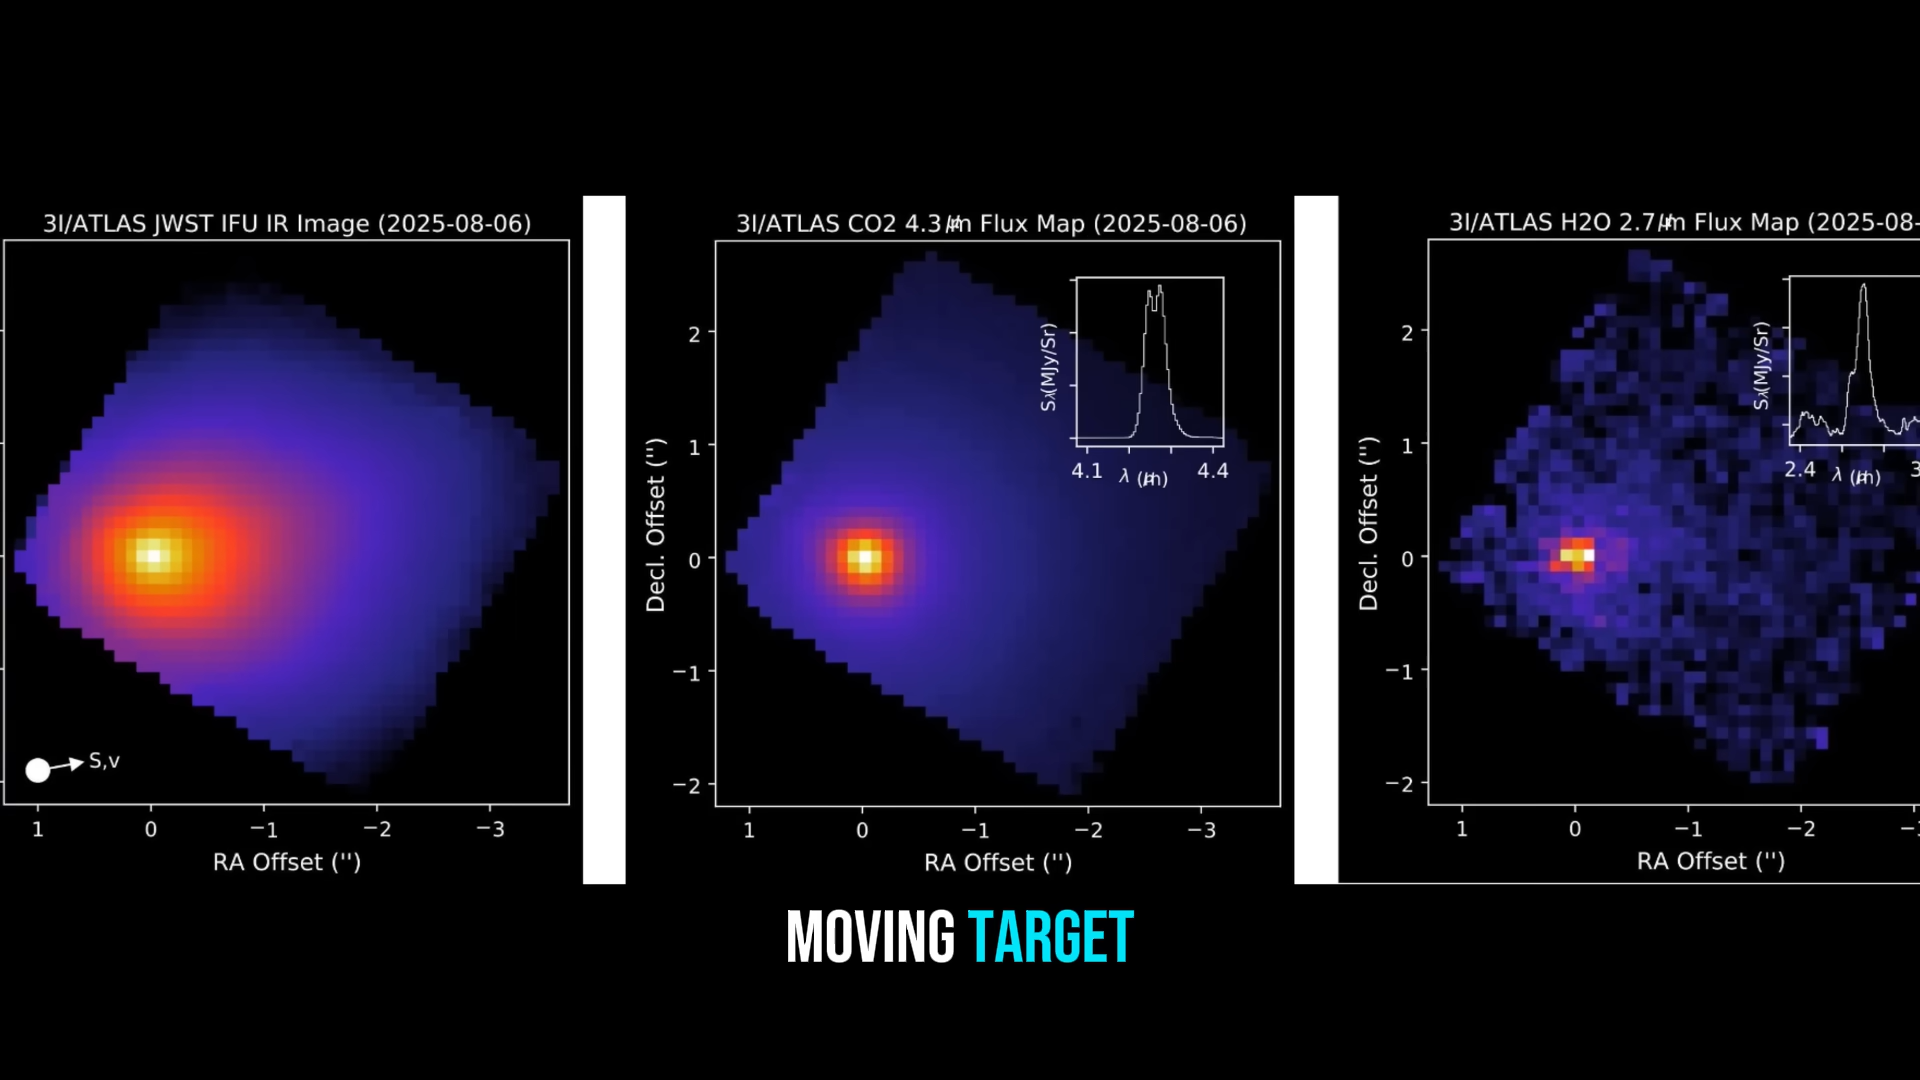 3I/ATLAS JWST IFU IR Image (2025-08-06)
S,v
1 0 −1 −2 −3
RA Offset ('')
3I/ATLAS CO2 4.3 μm Flux Map (2025-08-06)
Decl. Offset ('')
2
1
0
−1
−2
Sλ(MJy/Sr)
4.1 λ (μm) 4.4
1 0 −1 −2 −3
RA Offset ('')
3I/ATLAS H2O 2.7 μm Flux Map (2025-08-
Decl. Offset ('')
2
1
0
−1
−2
Sλ(MJy/Sr)
2.4 λ (μm) 3
1 0 −1 −2
RA Offset ('')
MOVING TARGET